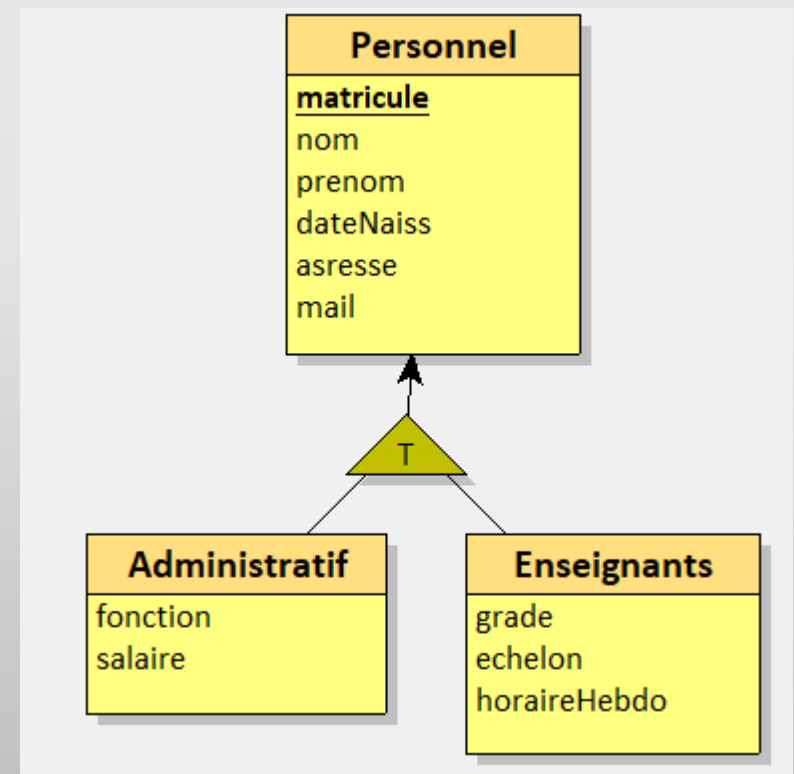 Personnel
matricule
nom
prenom
dateNaiss
asresse
mail
T
Administratif
fonction
salaire
Enseignants
grade
echelon
horaireHebdo